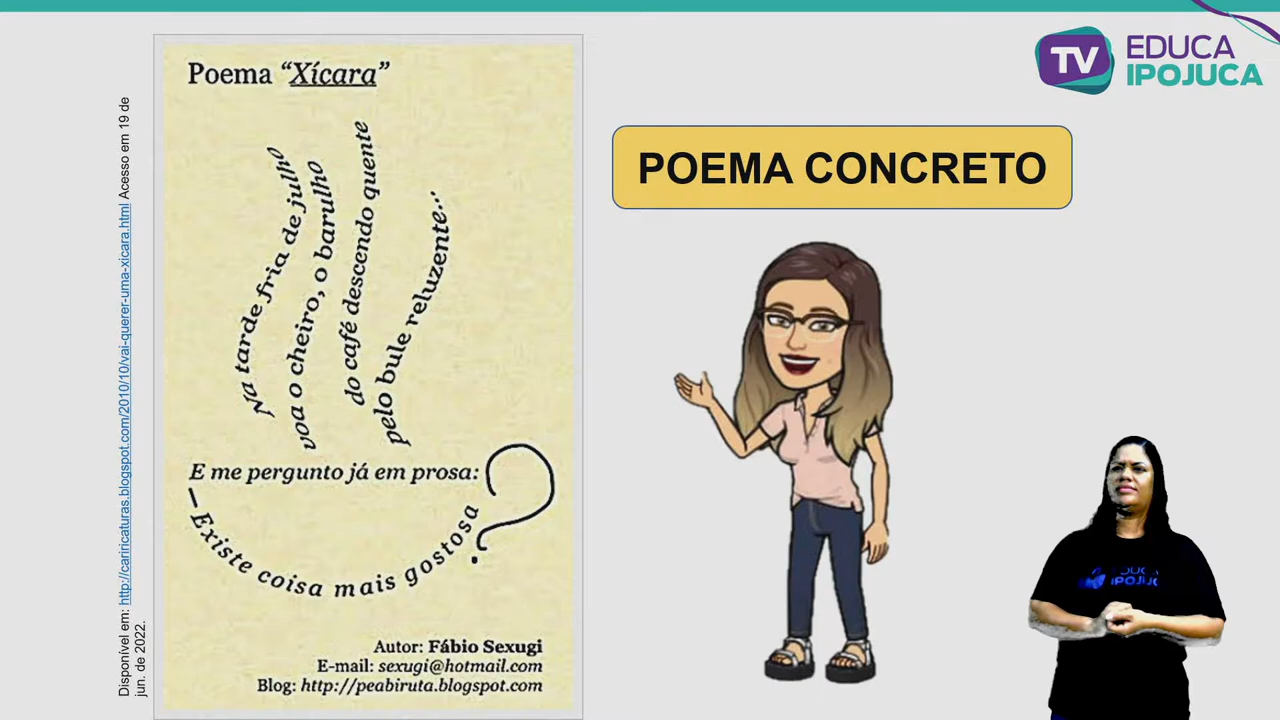 TV EDUCA
IPOJUCA
Poema “Xícara”
Na tarde fria de julho
voa o cheiro, o barulho
do café descendo quente
pelo bule reluzente...
E me pergunto já em prosa:
– Existe coisa mais gostosa ?
Autor: Fábio Sexugi
E-mail: sexugi@hotmail.com
Blog: http://peabiruta.blogspot.com
Disponível em: http://cariricaturas.blogspot.com/2010/10/vai-querer-uma-xicara.html Acesso em 19 de
jun. de 2022.
POEMA CONCRETO
EDUCA
IPOJUC